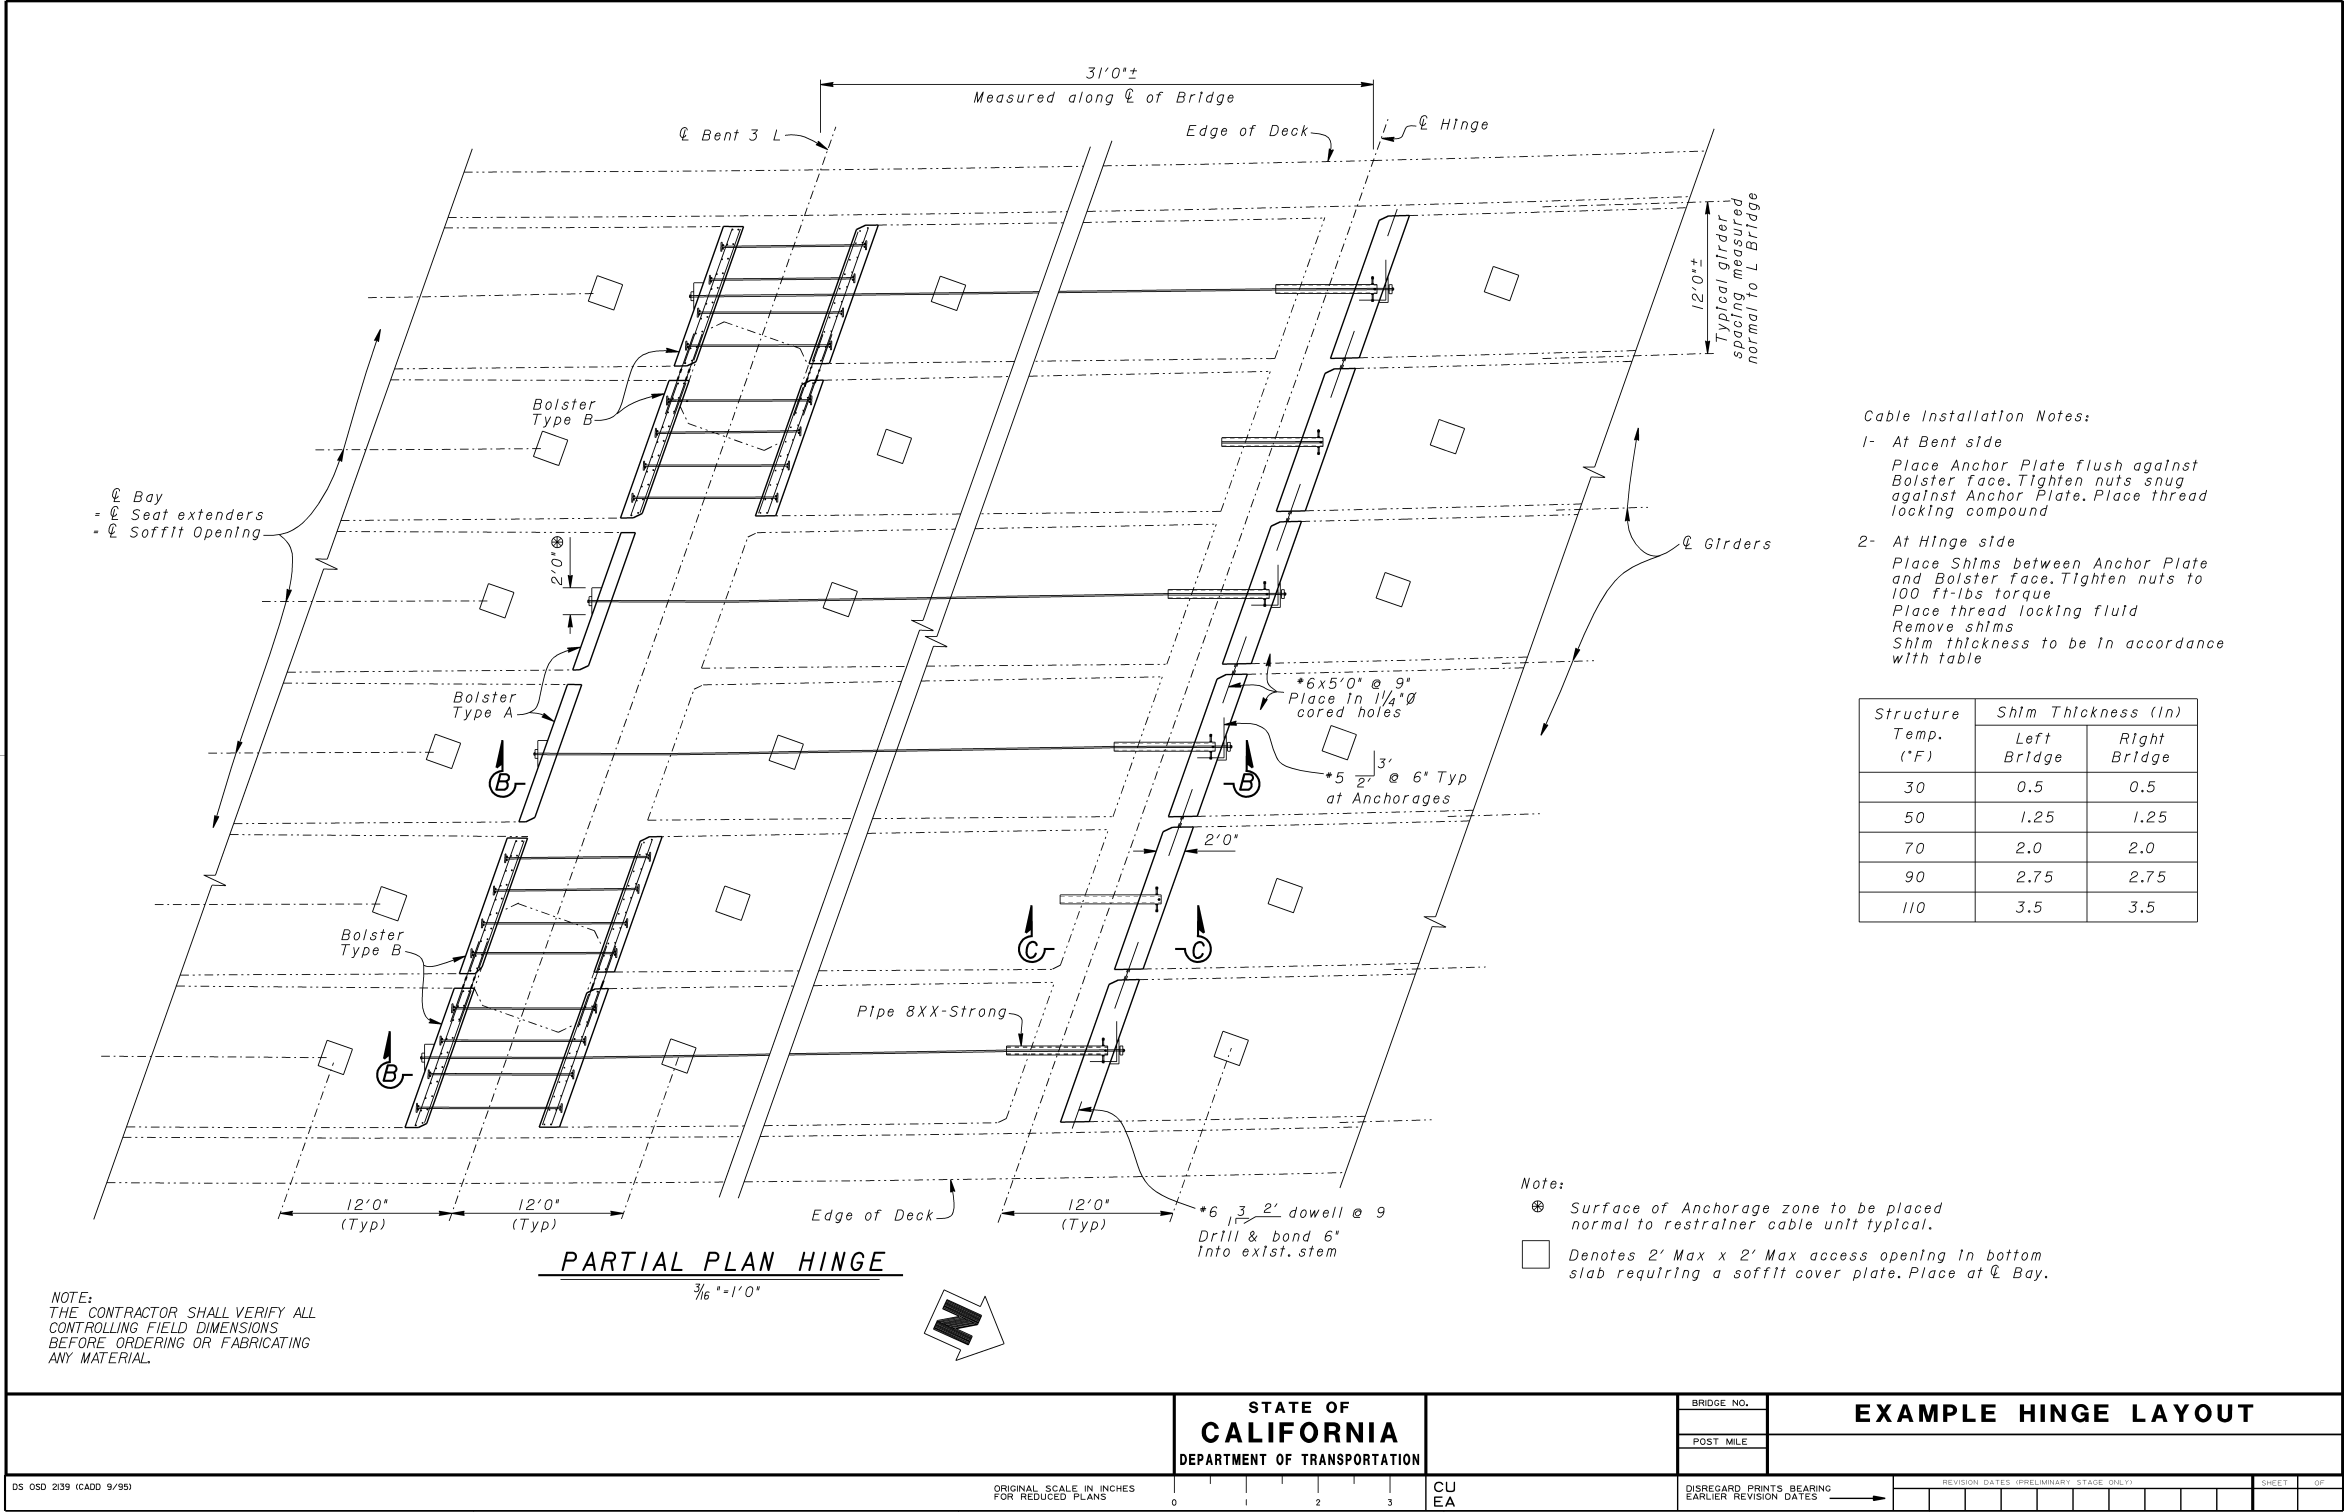 31'0"±
Measured along ℄ of Bridge
℄ Bent 3 L
Edge of Deck
℄ Hinge
12'0"±
Typical girder
spacing measured
normal to L Bridge
Bolster
Type B
℄ Bay
= ℄ Seat extenders
= ℄ Soffit Opening
2'0" ⊛
℄ Girders
Bolster
Type A
#6x5'0" @ 9"
Place in 1 1/4"Ø
cored holes
B
B
#5 2' 3' @ 6" Typ
at Anchorages
2'0"
Bolster
Type B
C
C
Pipe 8XX-Strong
B
12'0"
(Typ)
12'0"
(Typ)
Edge of Deck
12'0"
(Typ)
#6 1 3 2' dowell @ 9
Drill & bond 6"
into exist. stem
Cable Installation Notes:
1- At Bent side
Place Anchor Plate flush against
Bolster face. Tighten nuts snug
against Anchor Plate. Place thread
locking compound
2- At Hinge side
Place Shims between Anchor Plate
and Bolster face. Tighten nuts to
100 ft-lbs torque
Place thread locking fluid
Remove shims
Shim thickness to be in accordance
with table
Structure Temp. (°F) Shim Thickness (in)
Left Bridge Right Bridge
30 0.5 0.5
50 1.25 1.25
70 2.0 2.0
90 2.75 2.75
110 3.5 3.5
Note:
⊛ Surface of Anchorage zone to be placed
normal to restrainer cable unit typical.
Denotes 2' Max x 2' Max access opening in bottom
slab requiring a soffit cover plate. Place at ℄ Bay.
PARTIAL PLAN HINGE
3/16 "=1'0"
N
NOTE:
THE CONTRACTOR SHALL VERIFY ALL
CONTROLLING FIELD DIMENSIONS
BEFORE ORDERING OR FABRICATING
ANY MATERIAL.
STATE OF
CALIFORNIA
DEPARTMENT OF TRANSPORTATION
BRIDGE NO.
POST MILE
EXAMPLE HINGE LAYOUT
DS OSD 2139 (CADD 9/95)
ORIGINAL SCALE IN INCHES
FOR REDUCED PLANS
0 1 2 3
CU
EA
DISREGARD PRINTS BEARING
EARLIER REVISION DATES
REVISION DATES (PRELIMINARY STAGE ONLY)
SHEET OF